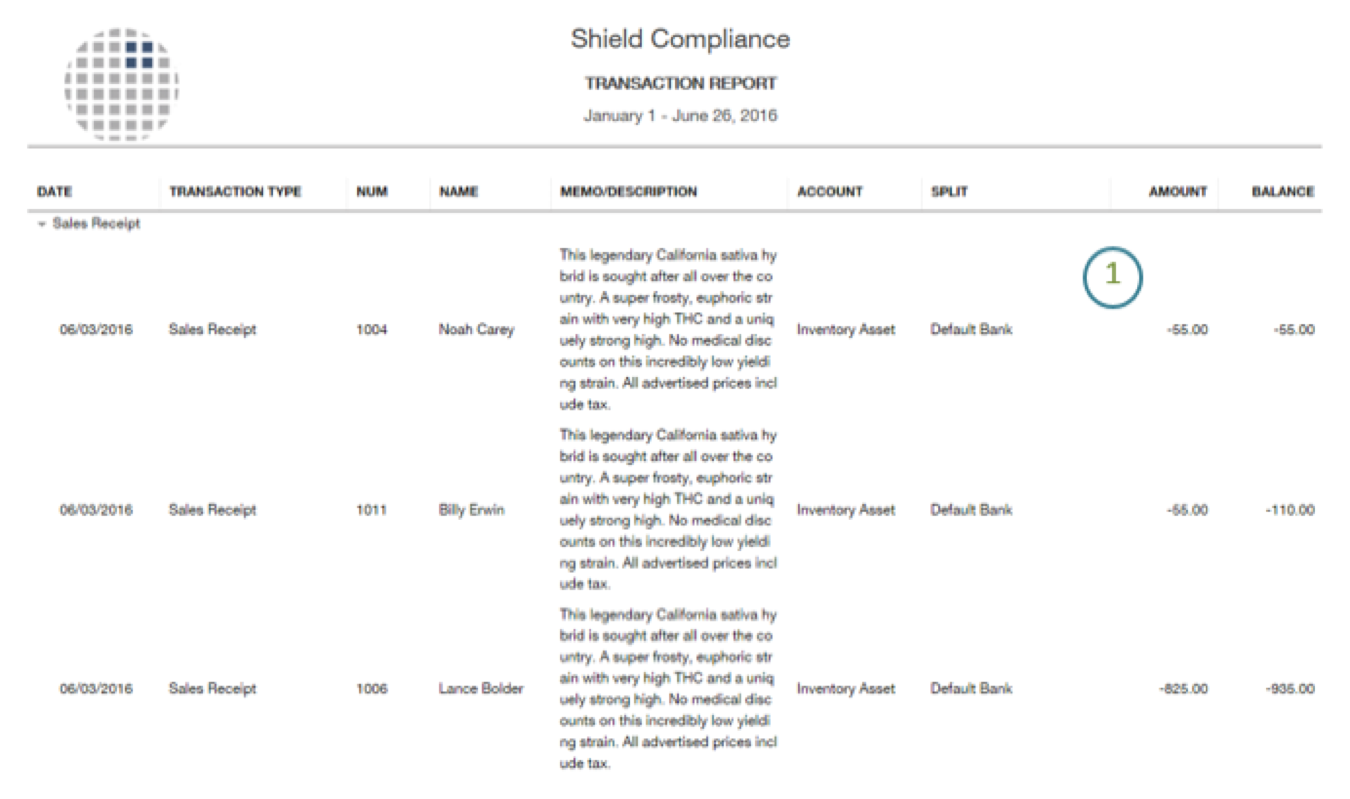 Shield Compliance
TRANSACTION REPORT
January 1 - June 26, 2016
DATE TRANSACTION TYPE NUM NAME MEMO/DESCRIPTION ACCOUNT SPLIT AMOUNT BALANCE
Sales Receipt
This legendary California sativa hy
brid is sought after all over the co
untry. A super frosty, euphoric str
ain with very high THC and a uniq
uely strong high. No medical disc
ounts on this incredibly low yieldi
ng strain. All advertised prices incl
ude tax.
1
06/03/2016 Sales Receipt 1004 Noah Carey Inventory Asset Default Bank -55.00 -55.00
This legendary California sativa hy
brid is sought after all over the co
untry. A super frosty, euphoric str
ain with very high THC and a uniq
uely strong high. No medical disc
ounts on this incredibly low yieldi
ng strain. All advertised prices incl
ude tax.
06/03/2016 Sales Receipt 1011 Billy Erwin Inventory Asset Default Bank -55.00 -110.00
This legendary California sativa hy
brid is sought after all over the co
untry. A super frosty, euphoric str
ain with very high THC and a uniq
uely strong high. No medical disc
ounts on this incredibly low yieldi
ng strain. All advertised prices incl
ude tax.
06/03/2016 Sales Receipt 1006 Lance Bolder Inventory Asset Default Bank -825.00 -935.00